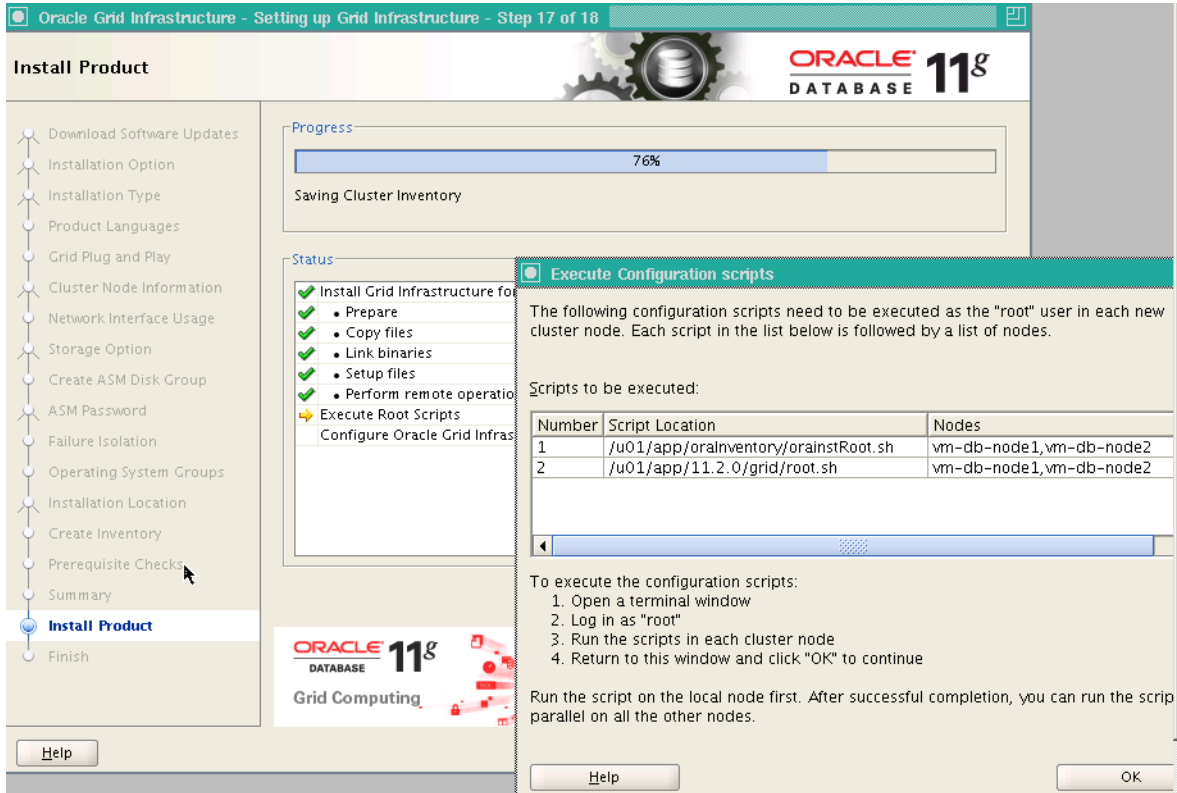 Oracle Grid Infrastructure - Setting up Grid Infrastructure - Step 17 of 18
Install Product
ORACLE DATABASE 11g
Download Software Updates
Installation Option
Installation Type
Product Languages
Grid Plug and Play
Cluster Node Information
Network Interface Usage
Storage Option
Create ASM Disk Group
ASM Password
Failure Isolation
Operating System Groups
Installation Location
Create Inventory
Prerequisite Checks
Summary
Install Product
Finish
Help
Progress
76%
Saving Cluster Inventory
Status
Install Grid Infrastructure fo
• Prepare
• Copy files
• Link binaries
• Setup files
• Perform remote operatio
Execute Root Scripts
Configure Oracle Grid Infras
ORACLE DATABASE 11g
Grid Computing
Execute Configuration scripts
The following configuration scripts need to be executed as the "root" user in each new
cluster node. Each script in the list below is followed by a list of nodes.
Scripts to be executed:
Number Script Location Nodes
1 /u01/app/oraInventory/orainstRoot.sh vm-db-node1,vm-db-node2
2 /u01/app/11.2.0/grid/root.sh vm-db-node1,vm-db-node2
To execute the configuration scripts:
1. Open a terminal window
2. Log in as "root"
3. Run the scripts in each cluster node
4. Return to this window and click "OK" to continue
Run the script on the local node first. After successful completion, you can run the scrip
parallel on all the other nodes.
Help
OK